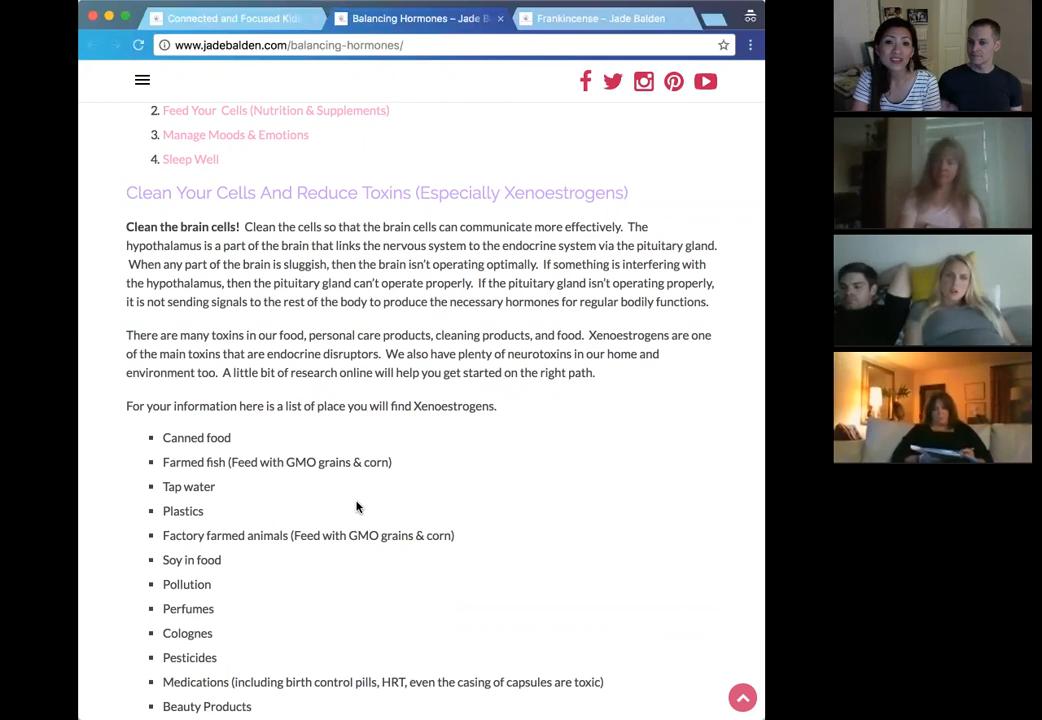 Connected and Focused Kid
Balancing Hormones – Jade B
Frankincense – Jade Balden
www.jadebalden.com/balancing-hormones/
2. Feed Your Cells (Nutrition & Supplements)
3. Manage Moods & Emotions
4. Sleep Well
Clean Your Cells And Reduce Toxins (Especially Xenoestrogens)
Clean the brain cells! Clean the cells so that the brain cells can communicate more effectively. The
hypothalamus is a part of the brain that links the nervous system to the endocrine system via the pituitary gland.
When any part of the brain is sluggish, then the brain isn't operating optimally. If something is interfering with
the hypothalamus, then the pituitary gland can't operate properly. If the pituitary gland isn't operating properly,
it is not sending signals to the rest of the body to produce the necessary hormones for regular bodily functions.
There are many toxins in our food, personal care products, cleaning products, and food. Xenoestrogens are one
of the main toxins that are endocrine disruptors. We also have plenty of neurotoxins in our home and
environment too. A little bit of research online will help you get started on the right path.
For your information here is a list of place you will find Xenoestrogens.
Canned food
Farmed fish (Feed with GMO grains & corn)
Tap water
Plastics
Factory farmed animals (Feed with GMO grains & corn)
Soy in food
Pollution
Perfumes
Colognes
Pesticides
Medications (including birth control pills, HRT, even the casing of capsules are toxic)
Beauty Products